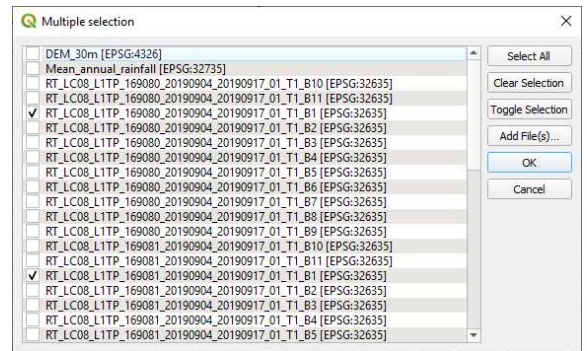 Multiple selection
DEM_30m [EPSG:4326]
Mean_annual_rainfall [EPSG:32735]
RT_LC08_L1TP_169080_20190904_20190917_01_T1_B10 [EPSG:32635]
RT_LC08_L1TP_169080_20190904_20190917_01_T1_B11 [EPSG:32635]
RT_LC08_L1TP_169080_20190904_20190917_01_T1_B1 [EPSG:32635]
RT_LC08_L1TP_169080_20190904_20190917_01_T1_B2 [EPSG:32635]
RT_LC08_L1TP_169080_20190904_20190917_01_T1_B3 [EPSG:32635]
RT_LC08_L1TP_169080_20190904_20190917_01_T1_B4 [EPSG:32635]
RT_LC08_L1TP_169080_20190904_20190917_01_T1_B5 [EPSG:32635]
RT_LC08_L1TP_169080_20190904_20190917_01_T1_B6 [EPSG:32635]
RT_LC08_L1TP_169080_20190904_20190917_01_T1_B7 [EPSG:32635]
RT_LC08_L1TP_169080_20190904_20190917_01_T1_B8 [EPSG:32635]
RT_LC08_L1TP_169080_20190904_20190917_01_T1_B9 [EPSG:32635]
RT_LC08_L1TP_169081_20190904_20190917_01_T1_B10 [EPSG:32635]
RT_LC08_L1TP_169081_20190904_20190917_01_T1_B11 [EPSG:32635]
RT_LC08_L1TP_169081_20190904_20190917_01_T1_B1 [EPSG:32635]
RT_LC08_L1TP_169081_20190904_20190917_01_T1_B2 [EPSG:32635]
RT_LC08_L1TP_169081_20190904_20190917_01_T1_B3 [EPSG:32635]
RT_LC08_L1TP_169081_20190904_20190917_01_T1_B4 [EPSG:32635]
RT_LC08_L1TP_169081_20190904_20190917_01_T1_B5 [EPSG:32635]
Select All
Clear Selection
Toggle Selection
Add File(s)...
OK
Cancel